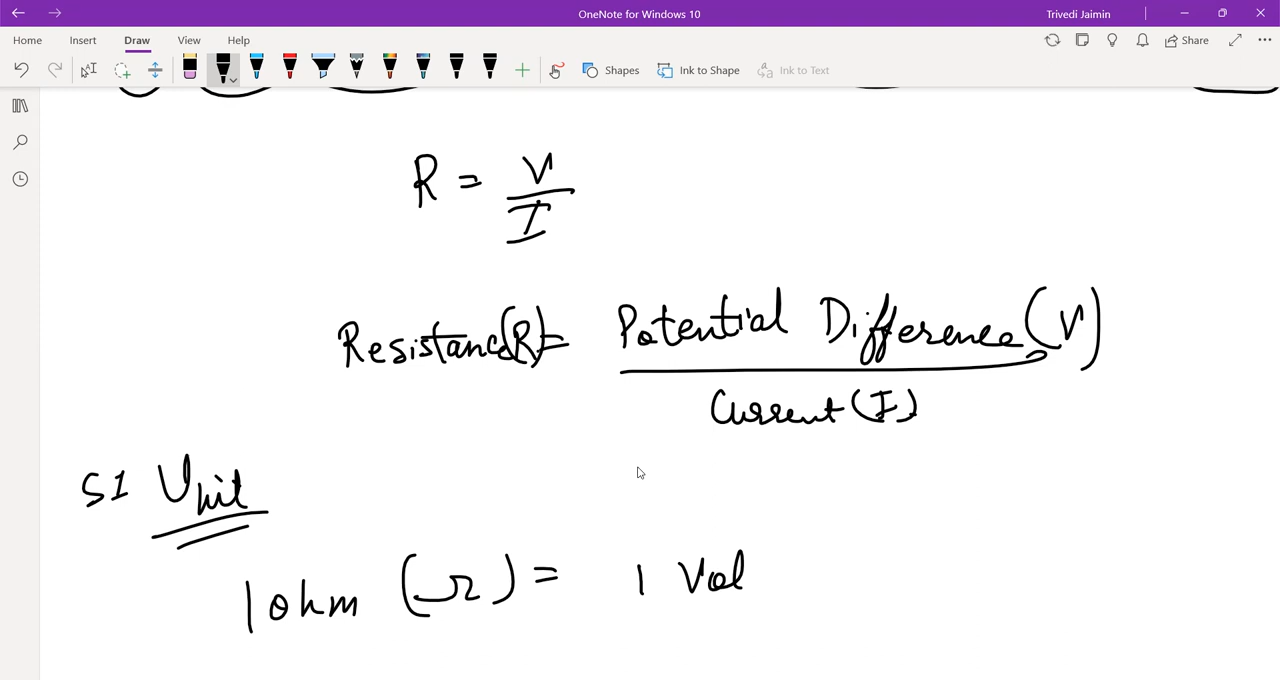 OneNote for Windows 10
Trivedi Jaimin
Home Insert Draw View Help
Share
Shapes
Ink to Shape
Ink to Text
R = V
I
Resistance(R)= Potential Difference(V)
Current(I)
SI Unit
1 ohm (Ω) = 1 Vol